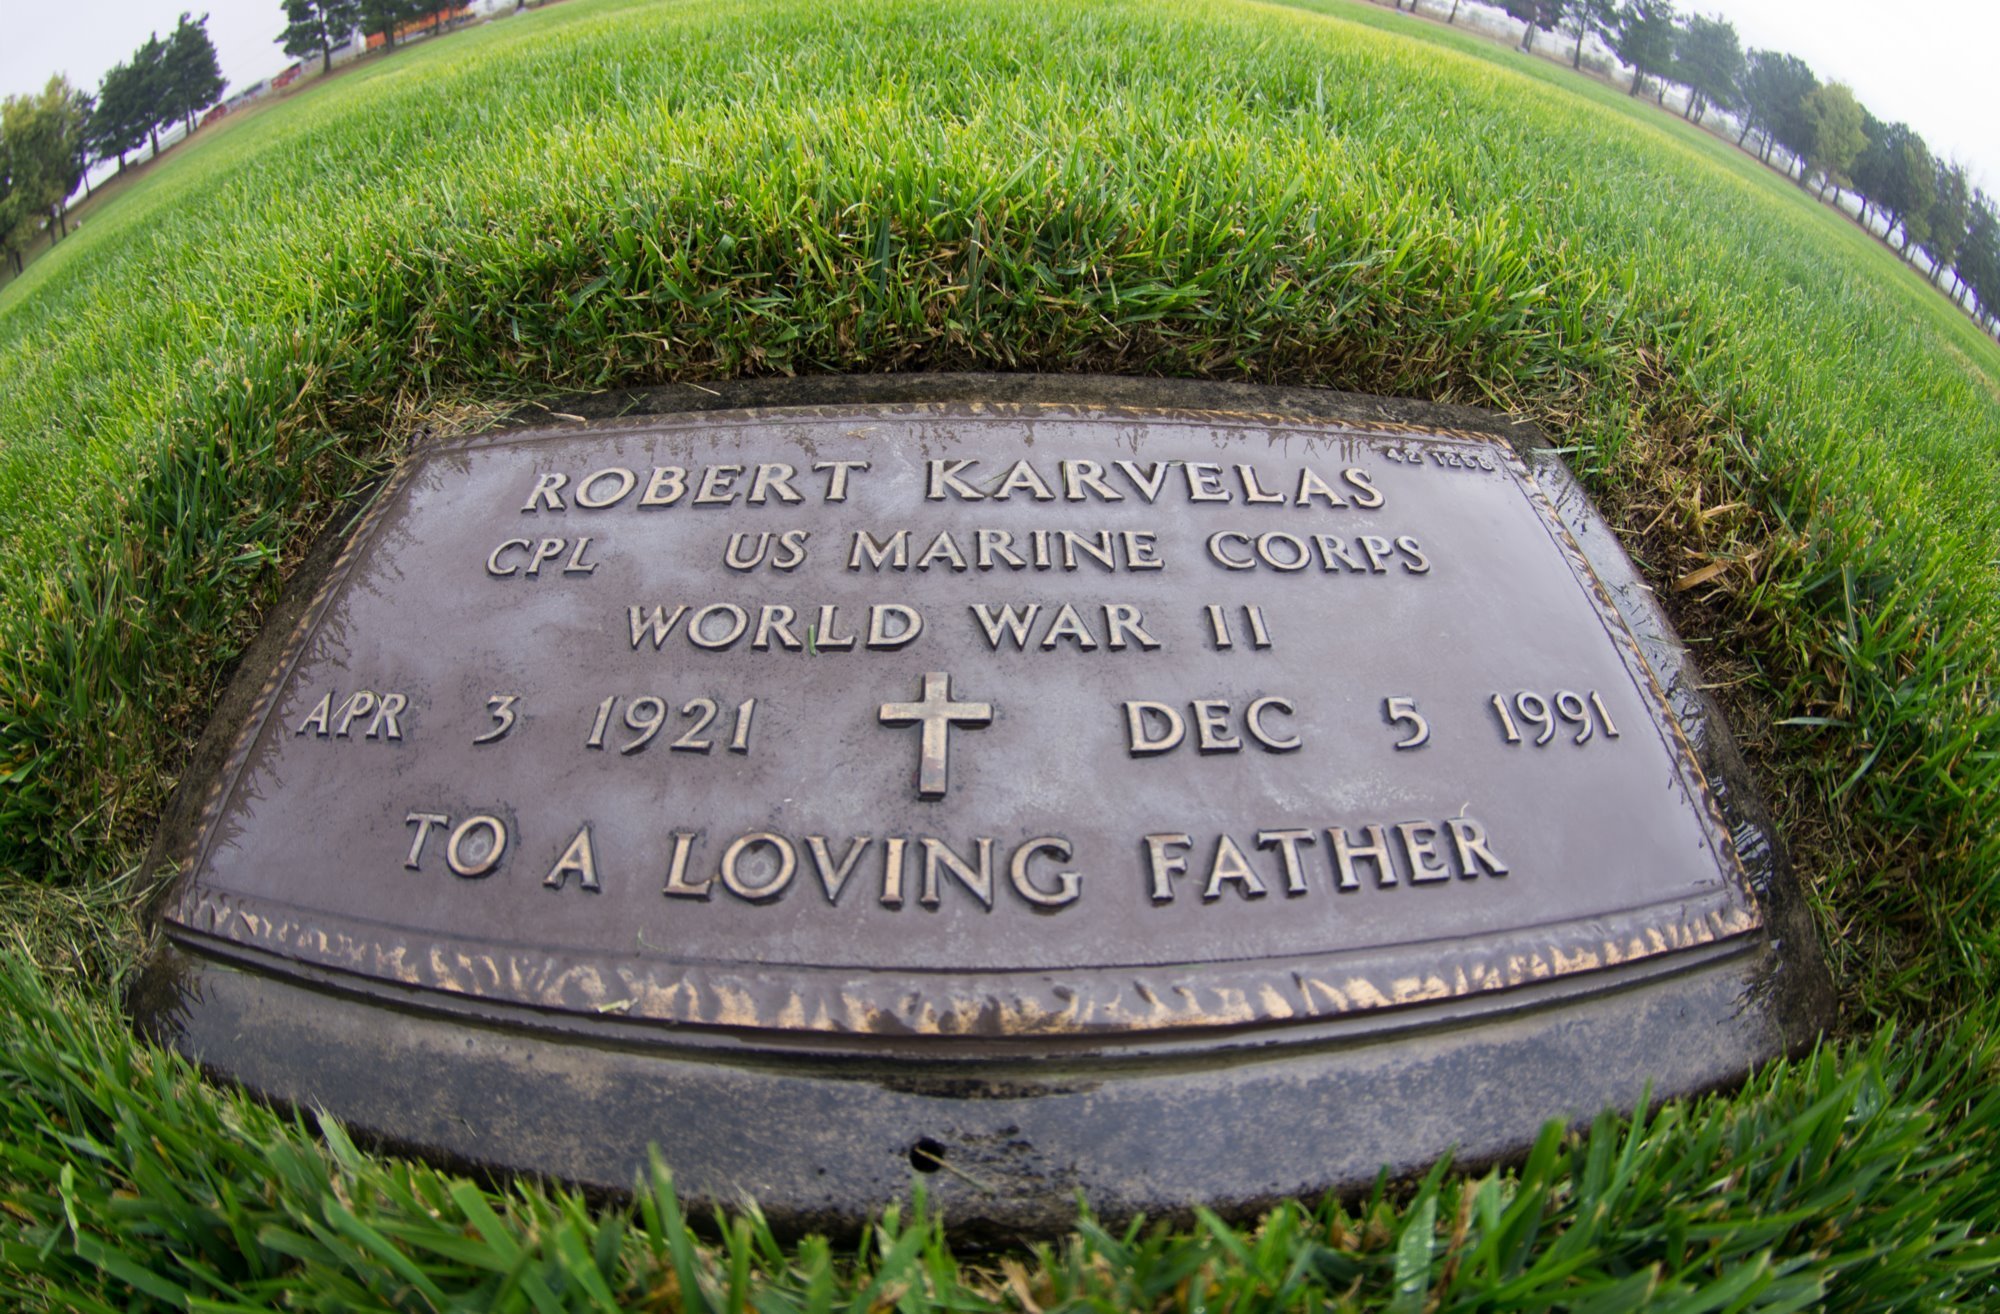 ROBERT KARVELAS
CPL US MARINE CORPS
WORLD WAR II
APR 3 1921 DEC 5 1991
TO A LOVING FATHER